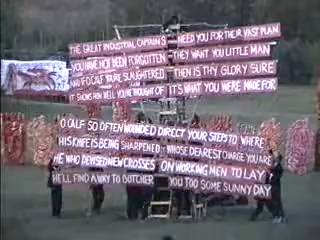 THE GREAT INDUSTRIAL CAPTAINS NEED YOU FOR THEIR VAST PLAN
YOU HAVE NOT BEEN FORGOTTEN THEY WANT YOU LITTLE MAN
AND IF O CALF YOU'RE SLAUGHTERED THEN IS THY GLORY SURE
IT SHOWS HOW WELL YOU'RE THOUGHT OF IT'S WHAT YOU WERE MADE FOR
O CALF SO OFTEN WOUNDED DIRECT YOUR STEPS TO WHERE
HIS KNIFE IS BEING SHARPENED WHOSE DEAREST CHARGE YOU ARE
HE WHO DEVISED NEW CROSSES ON WORKING MEN TO LAY
HE'LL FIND A WAY TO BUTCHER YOU TOO SOME SUNNY DAY